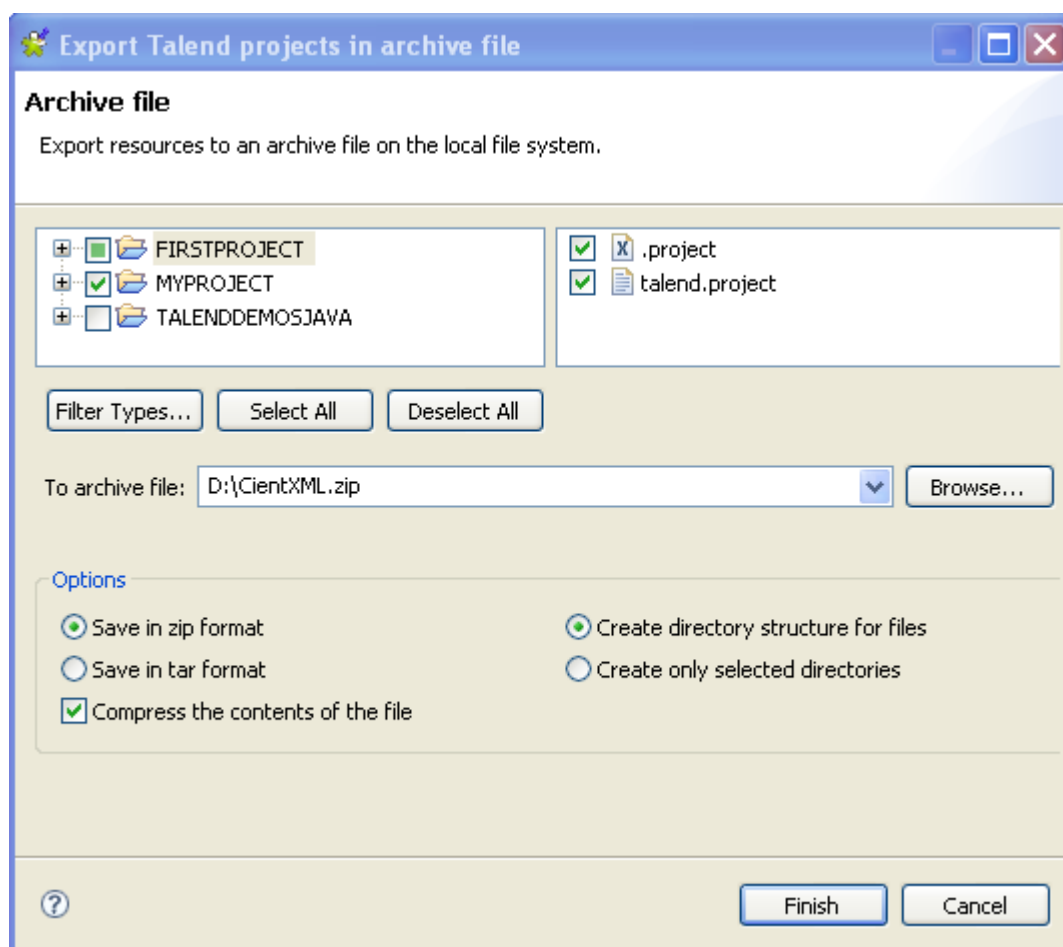 Export Talend projects in archive file
Archive file
Export resources to an archive file on the local file system.
FIRSTPROJECT
MYPROJECT
TALENDDEMOSJAVA
.project
talend.project
Filter Types...
Select All
Deselect All
To archive file:
D:\CientXML.zip
Browse...
Options
Save in zip format
Create directory structure for files
Save in tar format
Create only selected directories
Compress the contents of the file
Finish
Cancel